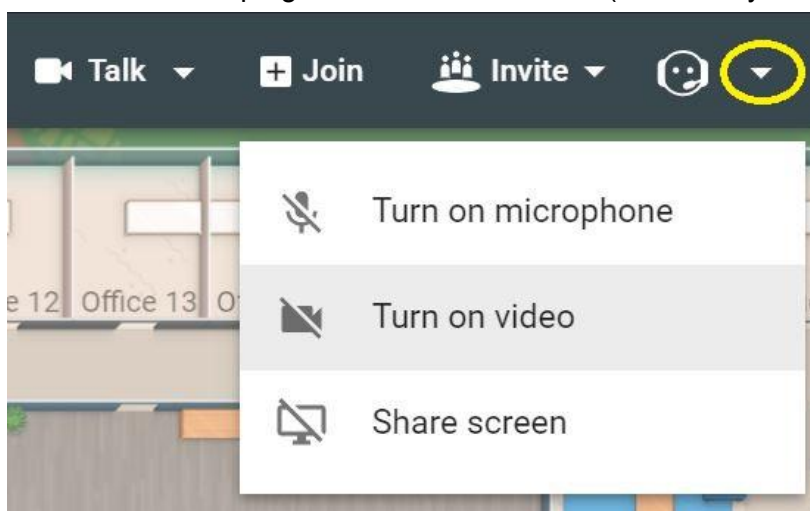 Talk Join Invite
Turn on microphone
Office 13
Turn on video
Share screen